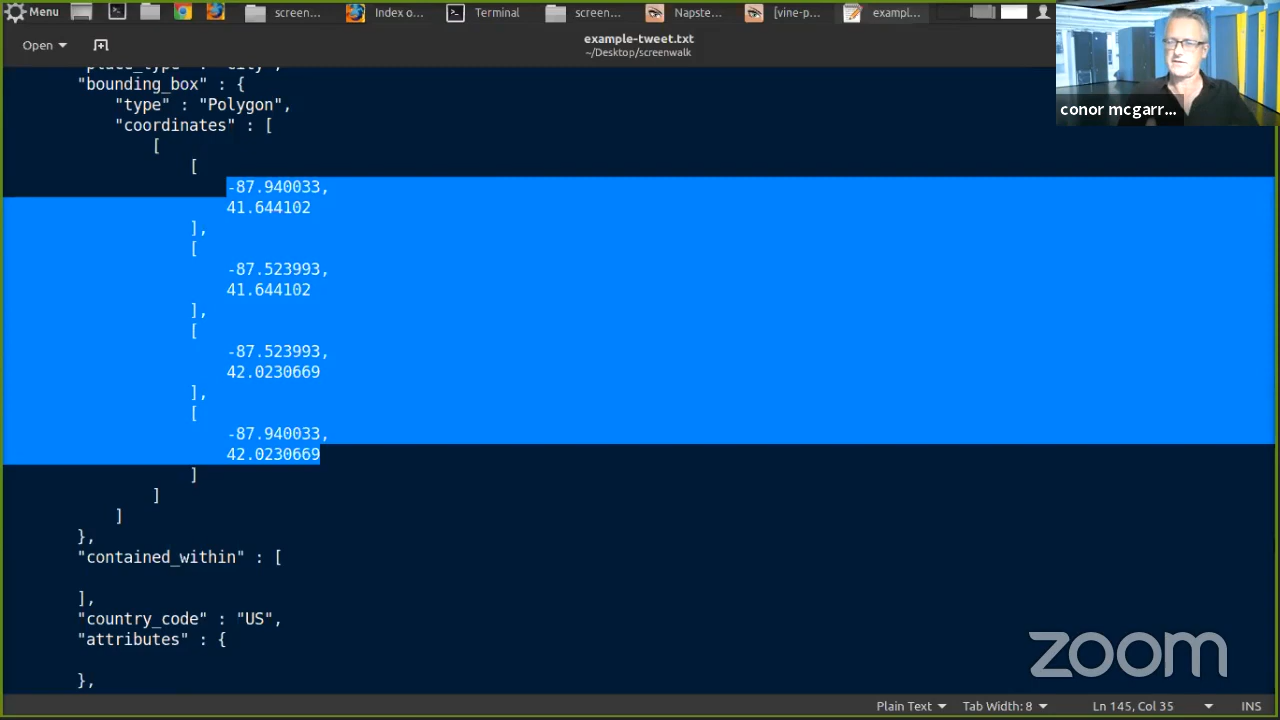 Menu screen... Index o... Terminal screen... Napste... [vine-p... exampl...
Open
example-tweet.txt
~/Desktop/screenwalk
conor mcgarr...
"place_type" : "city",
"bounding_box" : {
"type" : "Polygon",
"coordinates" : [
[
[
-87.940033,
41.644102
],
[
-87.523993,
41.644102
],
[
-87.523993,
42.0230669
],
[
-87.940033,
42.0230669
]
]
]
},
"contained_within" : [
],
"country_code" : "US",
"attributes" : {
},
zoom
Plain Text Tab Width: 8 Ln 145, Col 35 INS